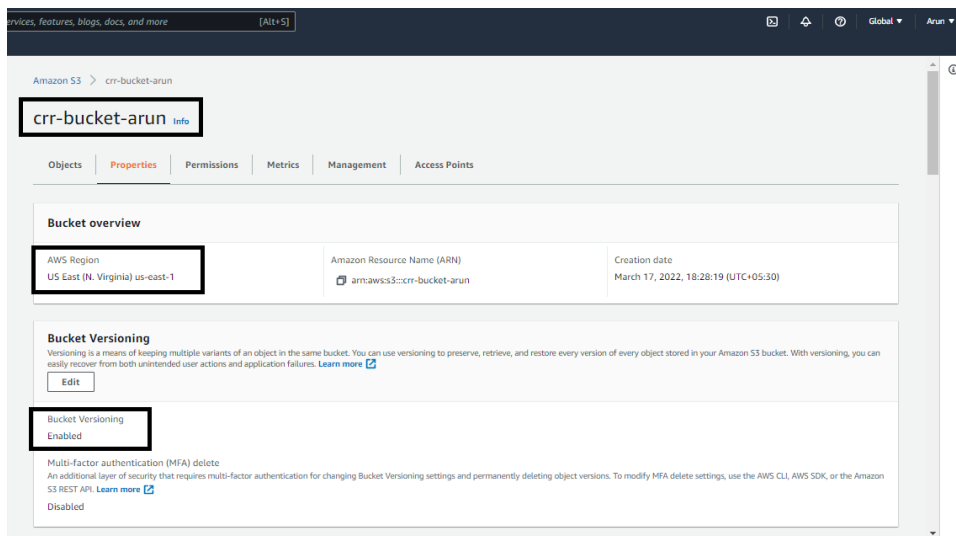 ervices, features, blogs, docs, and more [Alt+S] Global Arun
Amazon S3 > crr-bucket-arun
crr-bucket-arun Info
Objects Properties Permissions Metrics Management Access Points
Bucket overview
AWS Region Amazon Resource Name (ARN) Creation date
US East (N. Virginia) us-east-1 arn:aws:s3:::crr-bucket-arun March 17, 2022, 18:28:19 (UTC+05:30)
Bucket Versioning
Versioning is a means of keeping multiple variants of an object in the same bucket. You can use versioning to preserve, retrieve, and restore every version of every object stored in your Amazon S3 bucket. With versioning, you can
easily recover from both unintended user actions and application failures. Learn more
Edit
Bucket Versioning
Enabled
Multi-factor authentication (MFA) delete
An additional layer of security that requires multi-factor authentication for changing Bucket Versioning settings and permanently deleting object versions. To modify MFA delete settings, use the AWS CLI, AWS SDK, or the Amazon
S3 REST API. Learn more
Disabled